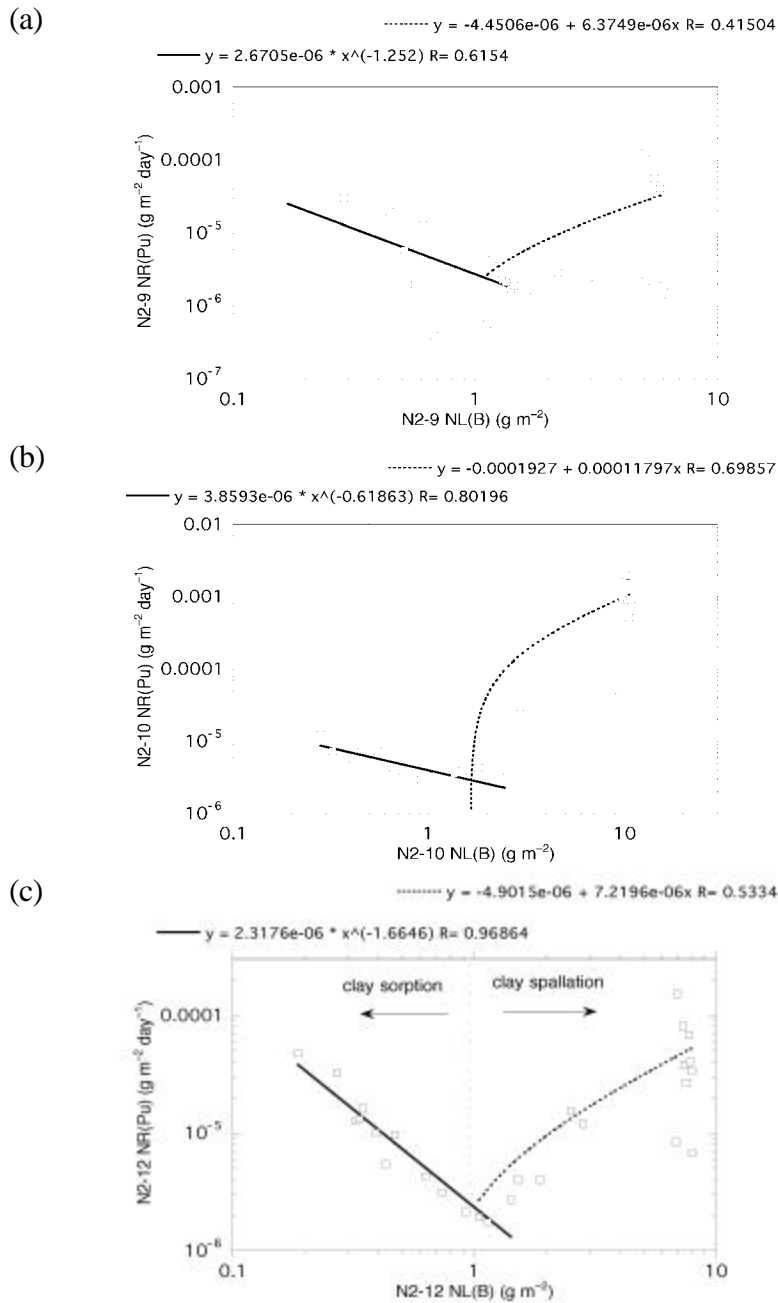 (a)
y = -4.4506e-06 + 6.3749e-06x R= 0.41504
y = 2.6705e-06 * x^(-1.252) R= 0.6154
0.001
0.0001
10⁻⁵
10⁻⁶
10⁻⁷
N2-9 NR(Pu) (g m⁻² day⁻¹)
0.1 1 10
N2-9 NL(B) (g m⁻²)
(b)
y = -0.0001927 + 0.00011797x R= 0.69857
y = 3.8593e-06 * x^(-0.61863) R= 0.80196
0.01
0.001
0.0001
10⁻⁵
10⁻⁶
N2-10 NR(Pu) (g m⁻² day⁻¹)
0.1 1 10
N2-10 NL(B) (g m⁻²)
(c)
y = -4.9015e-06 + 7.2196e-06x R= 0.5334
y = 2.3176e-06 * x^(-1.6646) R= 0.96864
clay sorption clay spallation
0.0001
10⁻⁵
10⁻⁶
N2-12 NR(Pu) (g m⁻² day⁻¹)
0.1 1 10
N2-12 NL(B) (g m⁻²)